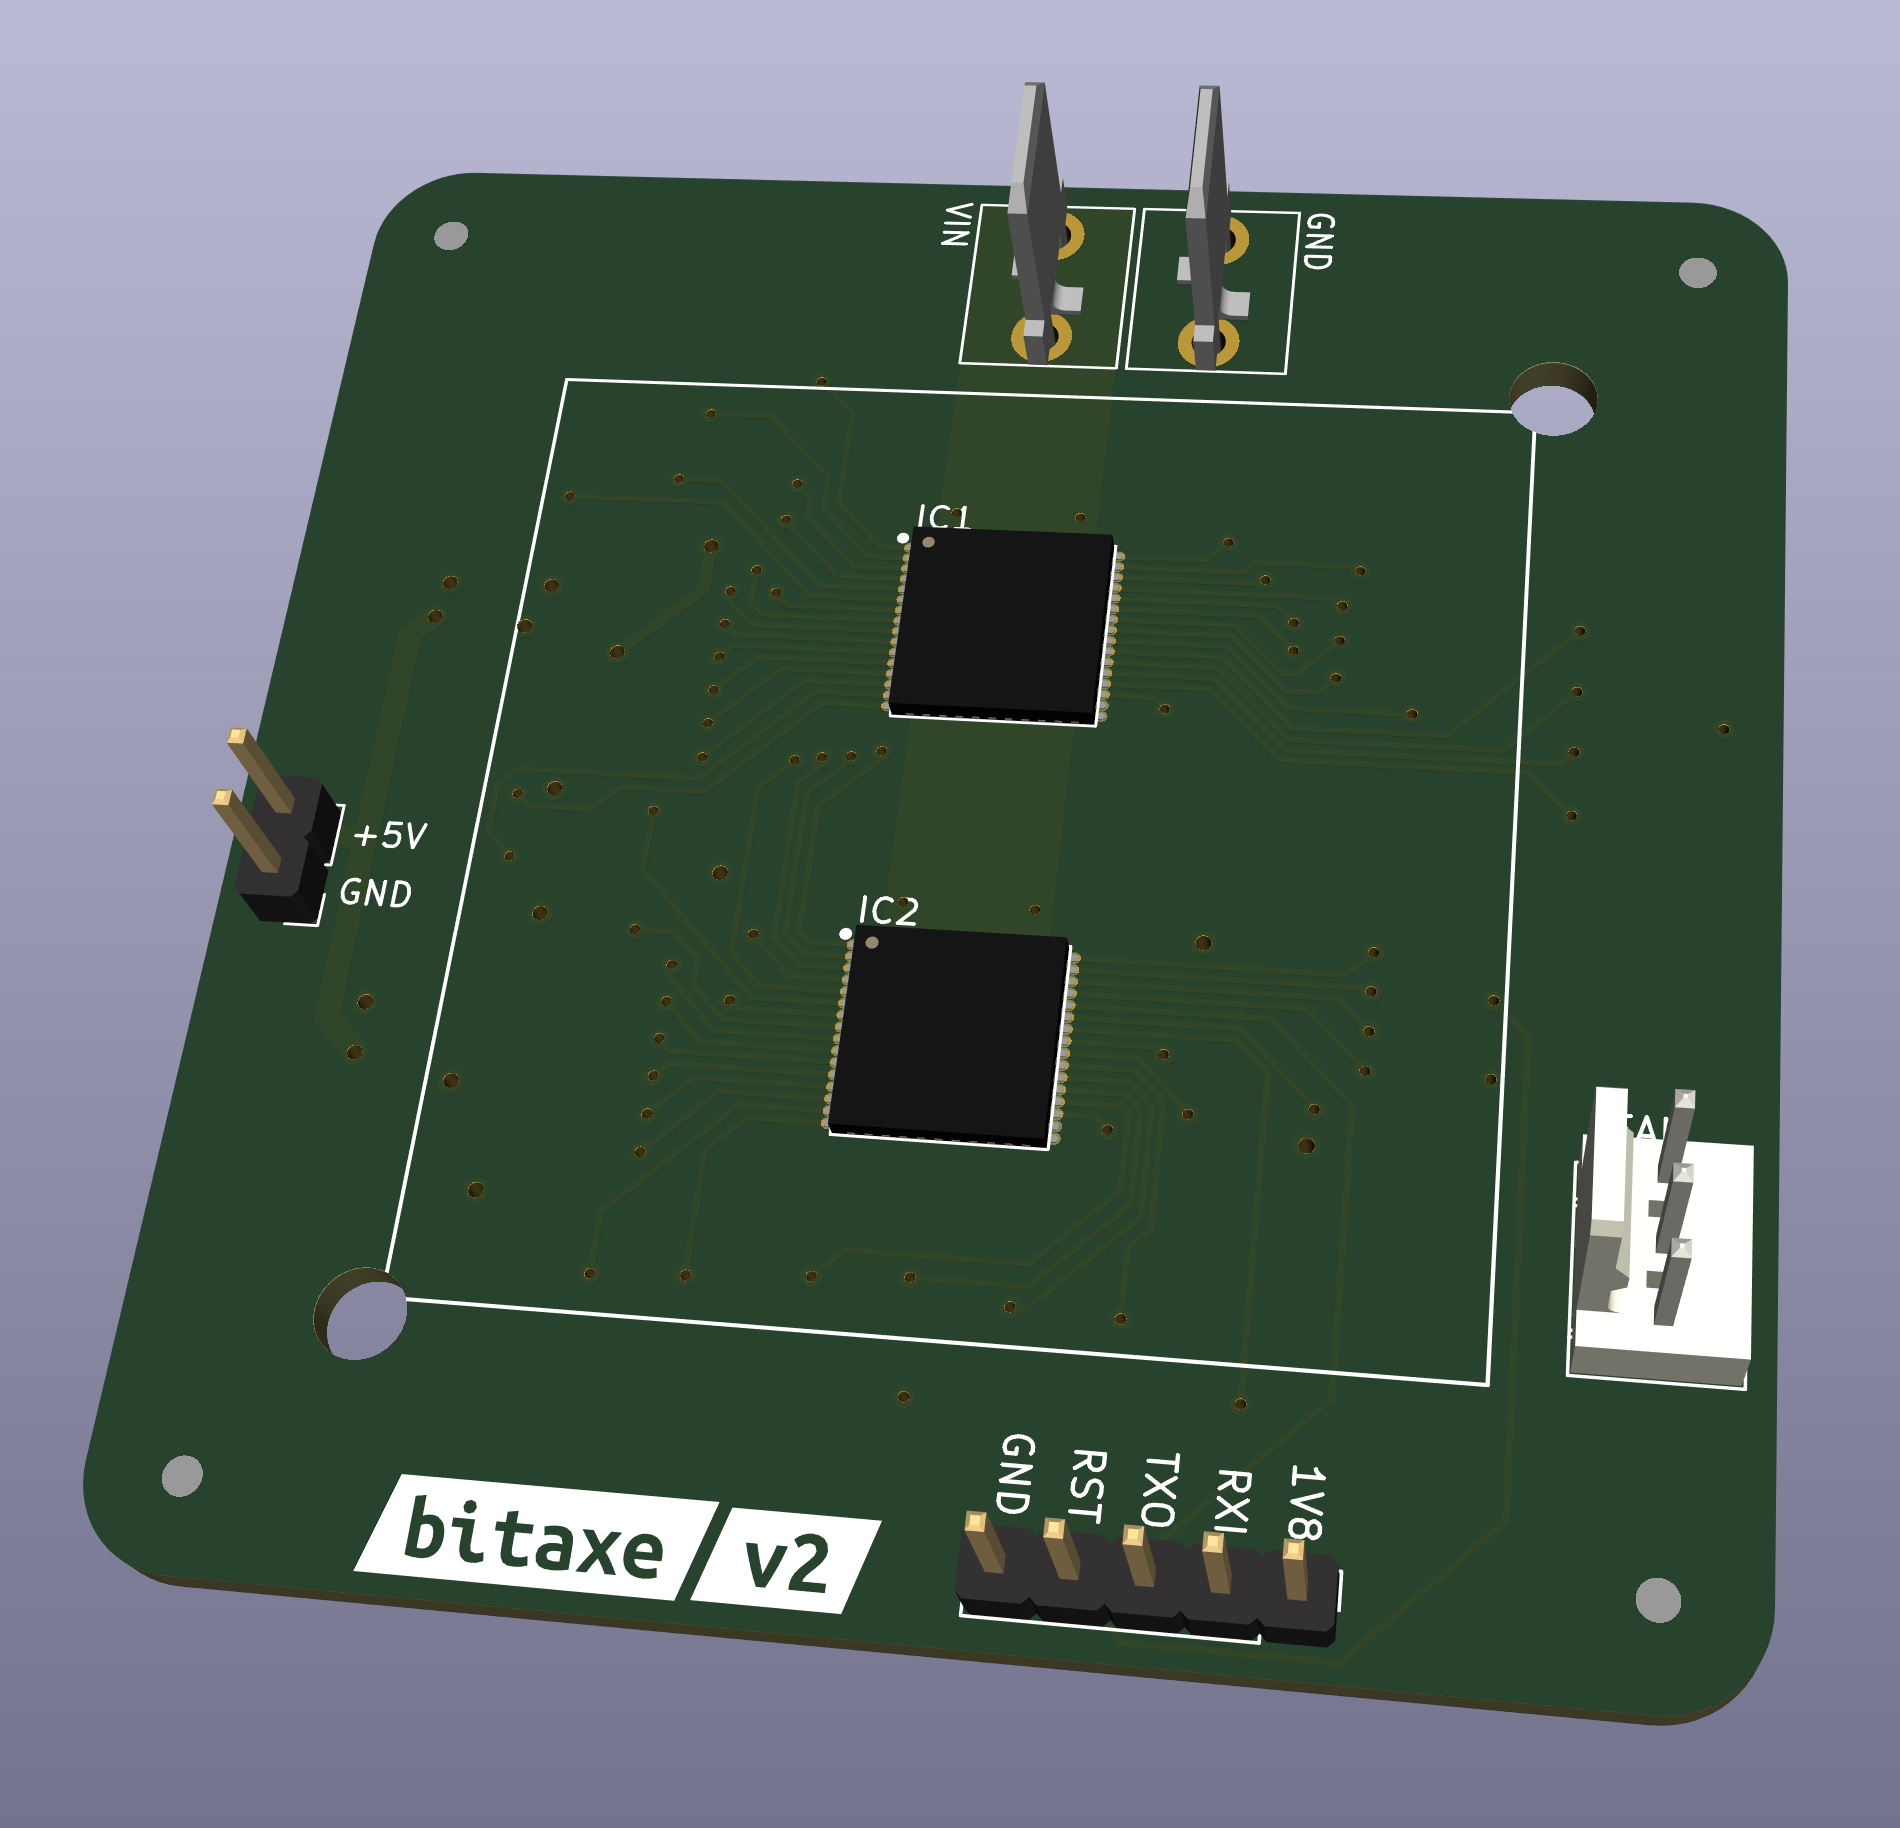 VIN
GND
IC1
+5V
GND
IC2
GND
RST
TXO
RXI
1V8
bitaxe
v2